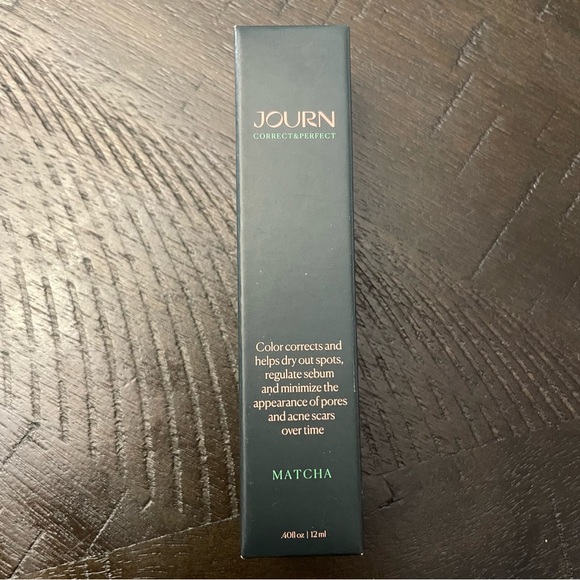 JOURN
CORRECT&PERFECT
Color corrects and
helps dry out spots,
regulate sebum
and minimize the
appearance of pores
and acne scars
over time
MATCHA
.40fl oz | 12 ml